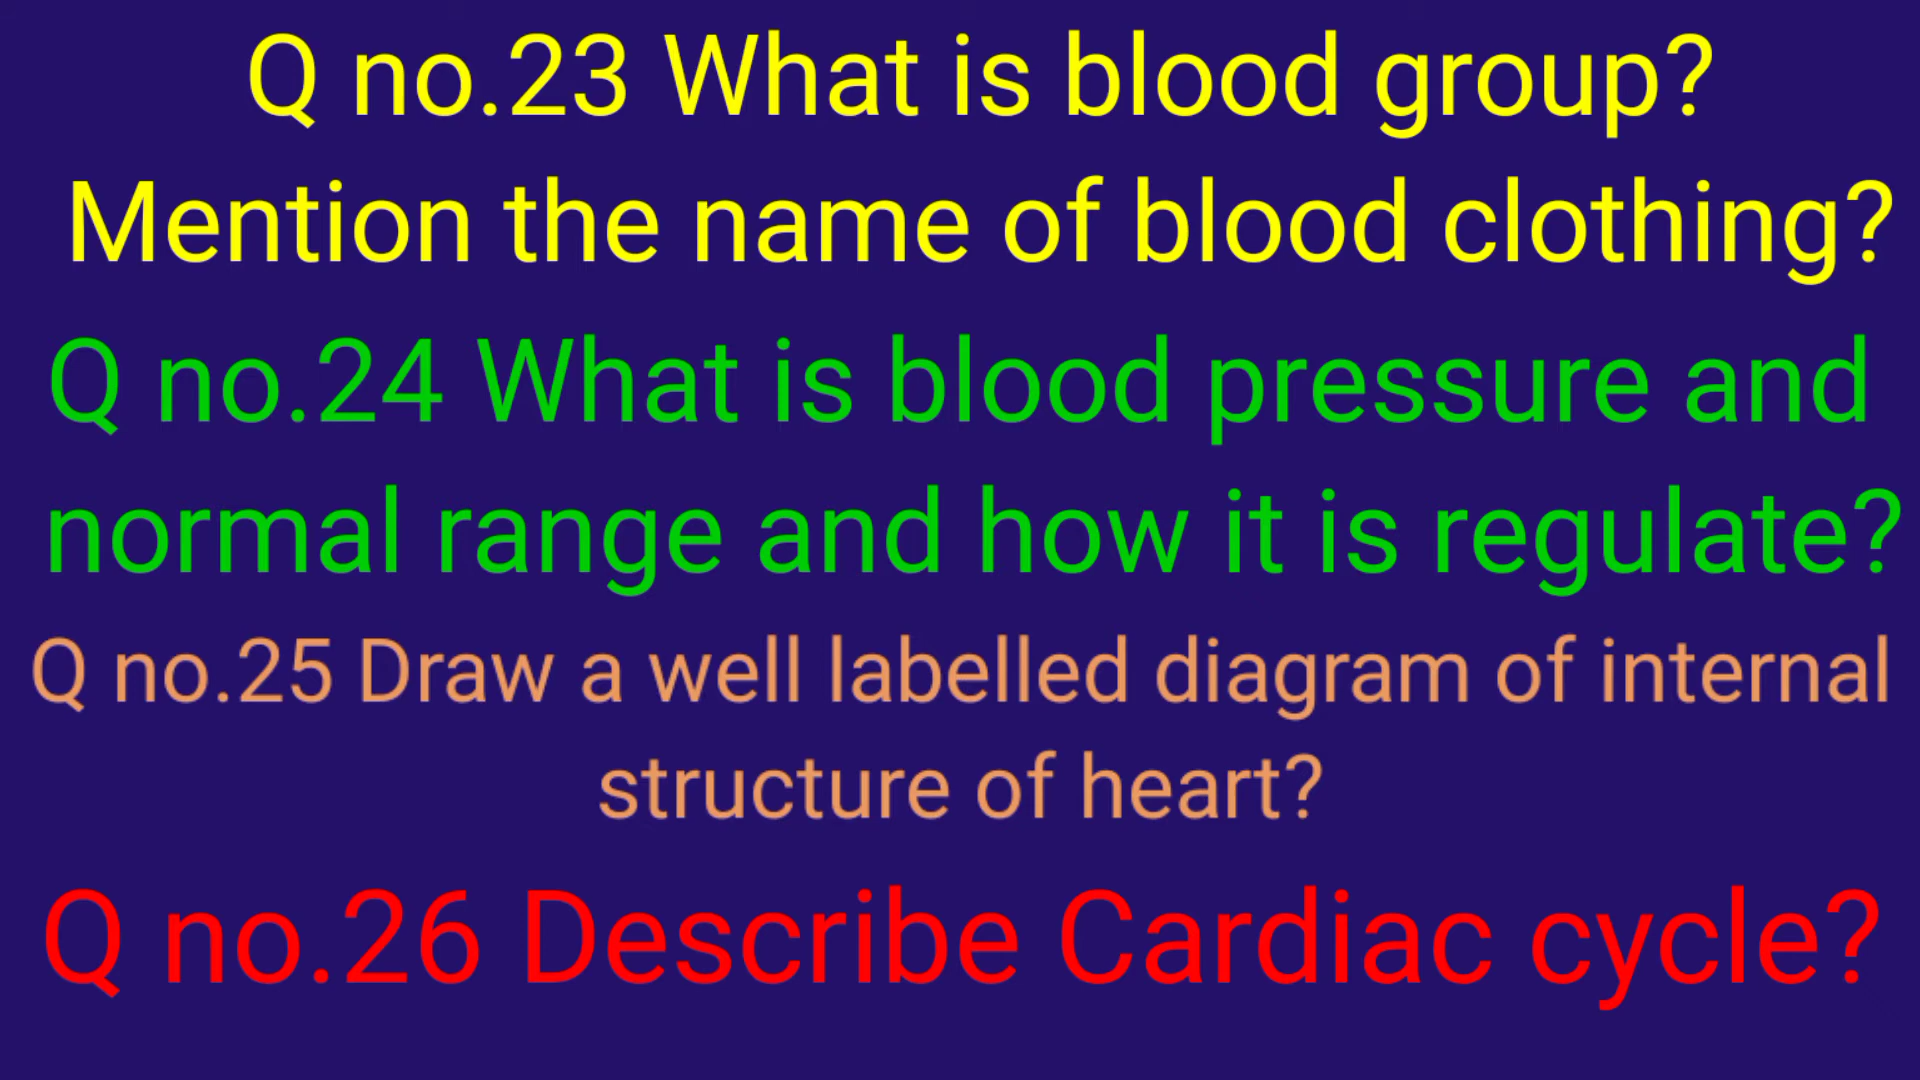 Q no.23 What is blood group?
Mention the name of blood clothing?
Q no.24 What is blood pressure and
normal range and how it is regulate?
Q no.25 Draw a well labelled diagram of internal
structure of heart?
Q no.26 Describe Cardiac cycle?